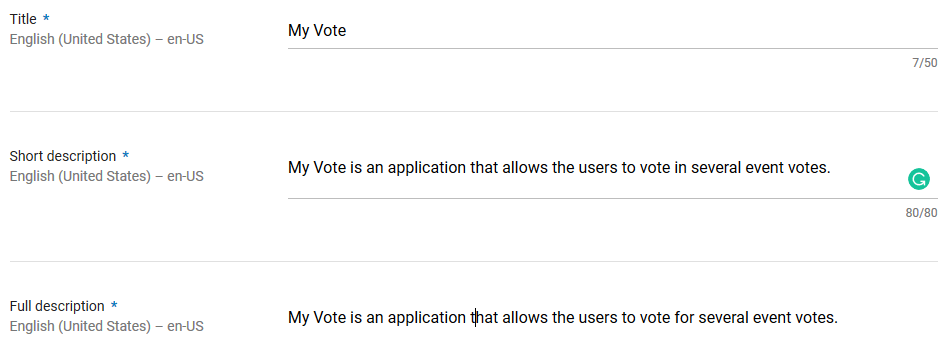 Title *
English (United States) – en-US
My Vote
7/50
Short description *
English (United States) – en-US
My Vote is an application that allows the users to vote in several event votes.
80/80
Full description *
English (United States) – en-US
My Vote is an application that allows the users to vote for several event votes.